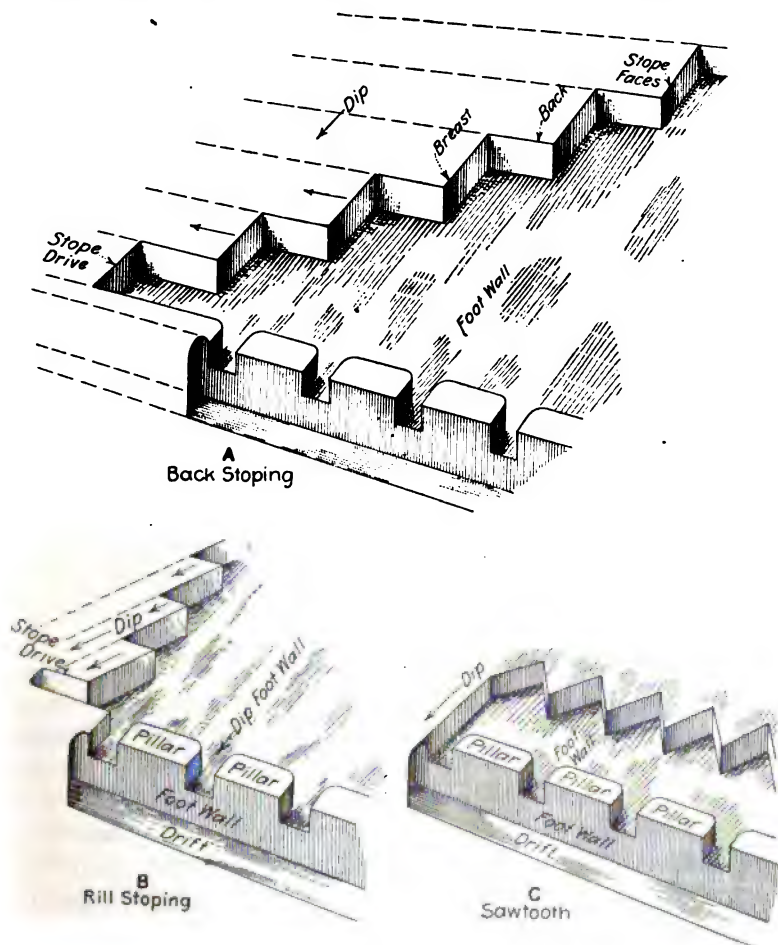 Stope
Faces
Dip
Breast
Back
Stope
Drive
Foot Wall
A
Back Stoping
Dip
Stope
Drive
Dip Foot Wall
Pillar
Pillar
Foot Wall
Drift
B
Rill Stoping
Dip
Foot
Wall
Pillar
Pillar
Pillar
Foot Wall
Drift
C
Sawtooth